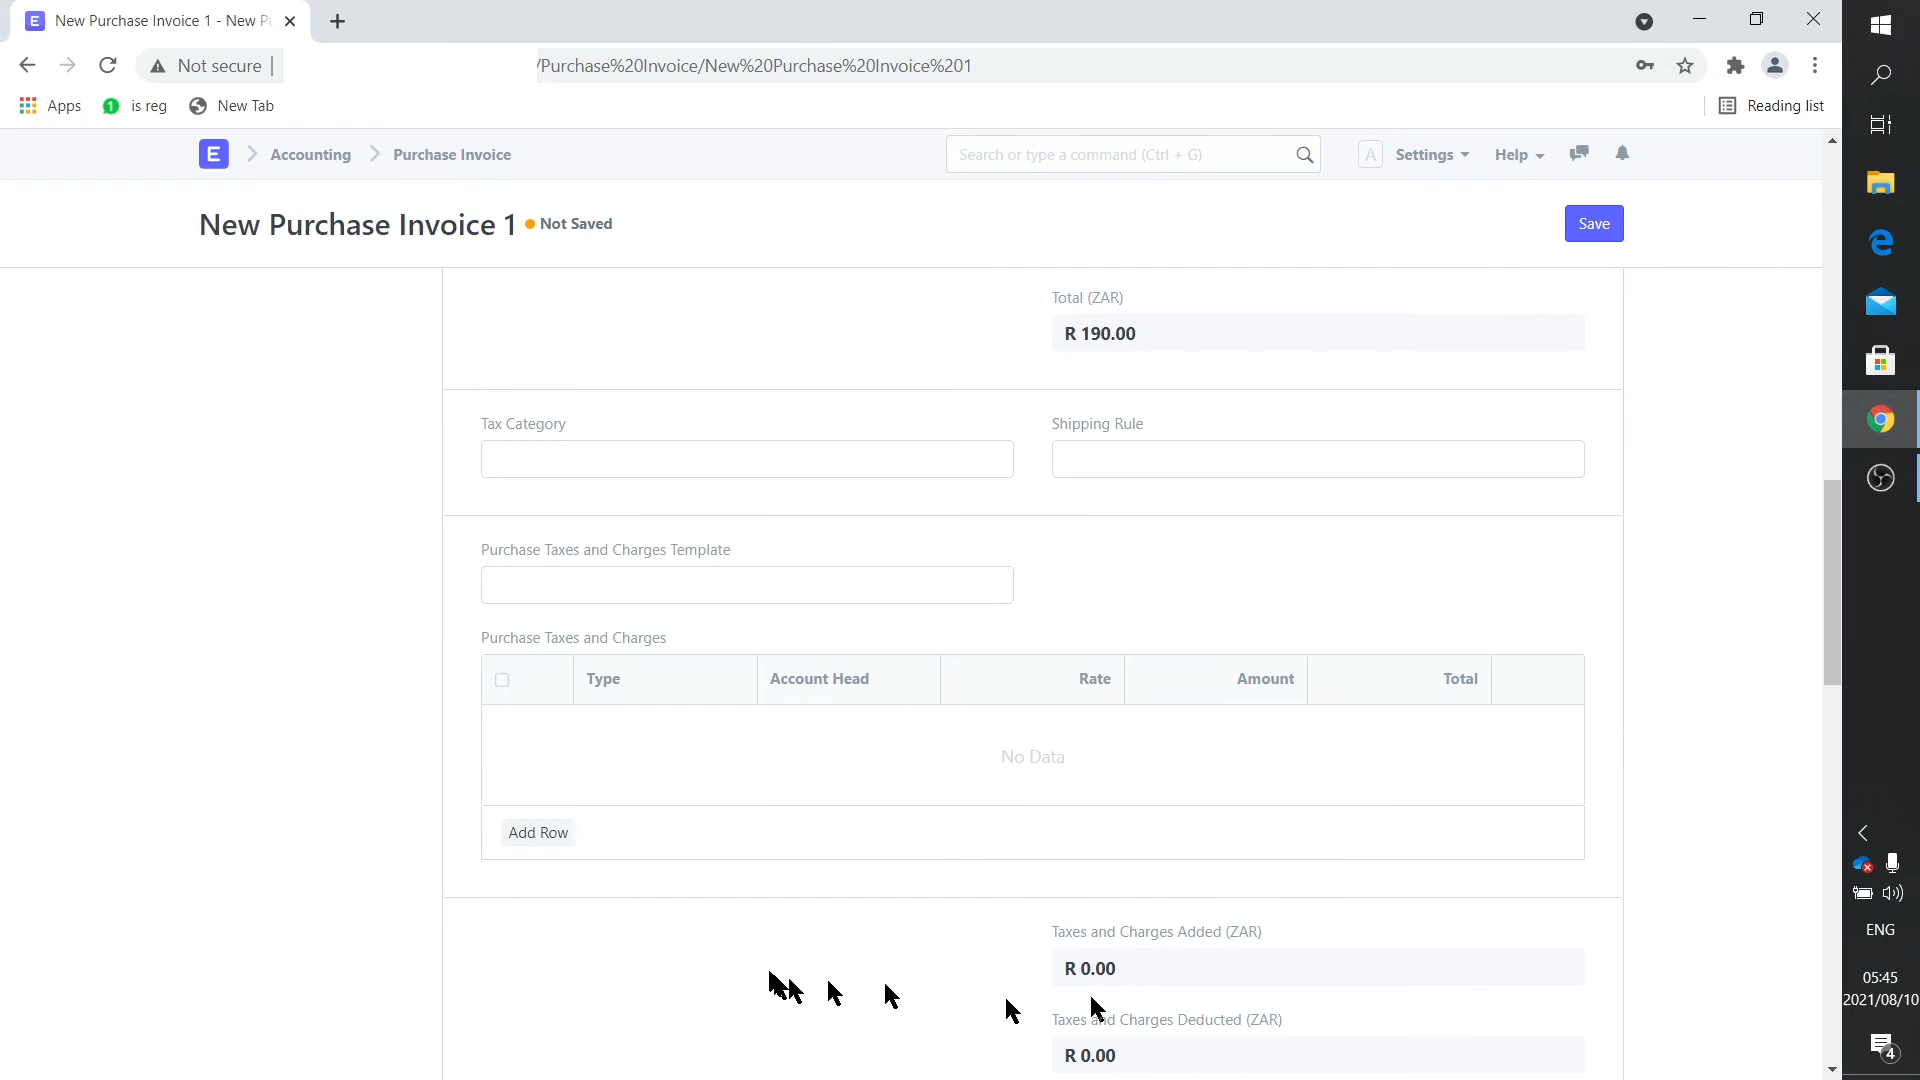 E New Purchase Invoice 1 - New P
Not secure /Purchase%20Invoice/New%20Purchase%20Invoice%201
Apps 1 is reg New Tab Reading list
E Accounting Purchase Invoice Search or type a command (Ctrl + G) A Settings Help
New Purchase Invoice 1 Not Saved Save
Total (ZAR)
R 190.00
Tax Category Shipping Rule
Purchase Taxes and Charges Template
Purchase Taxes and Charges
Type Account Head Rate Amount Total
No Data
Add Row
Taxes and Charges Added (ZAR)
R 0.00
Taxes and Charges Deducted (ZAR)
R 0.00
ENG
05:45
2021/08/10
4